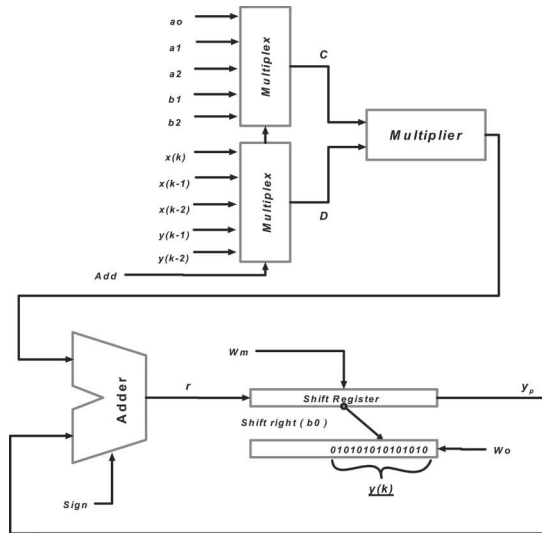 ao
a1
a2
b1
b2
Multiplex
C
Multiplier
x(k)
x(k-1)
x(k-2)
y(k-1)
y(k-2)
Multiplex
D
Add
Adder
r
Wm
Shift Register
yp
Shift right ( b0 )
010101010101010
Wo
y(k)
Sign